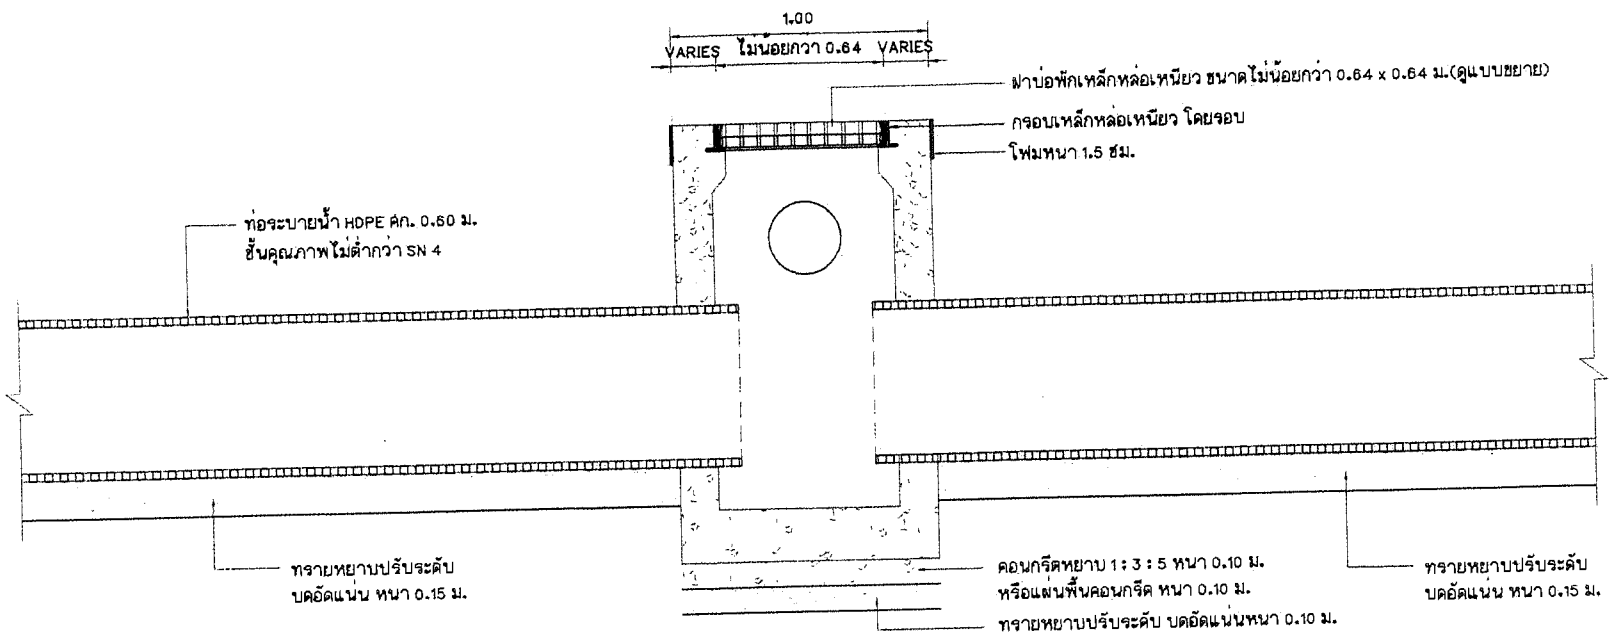 1.00
VARIES ไม่น้อยกว่า 0.64 VARIES
ฝาบ่อพักเหล็กหล่อเหนียว ขนาดไม่น้อยกว่า 0.64 x 0.64 ม.(ดูแบบขยาย)
กรอบเหล็กหล่อเหนียว โดยรอบ
โฟมหนา 1.5 ซม.
ท่อระบายน้ำ HDPE ศก. 0.60 ม.
ชั้นคุณภาพไม่ต่ำกว่า SN 4
ทรายหยาบปรับระดับ
บดอัดแน่น หนา 0.15 ม.
คอนกรีตหยาบ 1 : 3 : 5 หนา 0.10 ม.
หรือแผ่นพื้นคอนกรีต หนา 0.10 ม.
ทรายหยาบปรับระดับ บดอัดแน่นหนา 0.10 ม.
ทรายหยาบปรับระดับ
บดอัดแน่น หนา 0.15 ม.